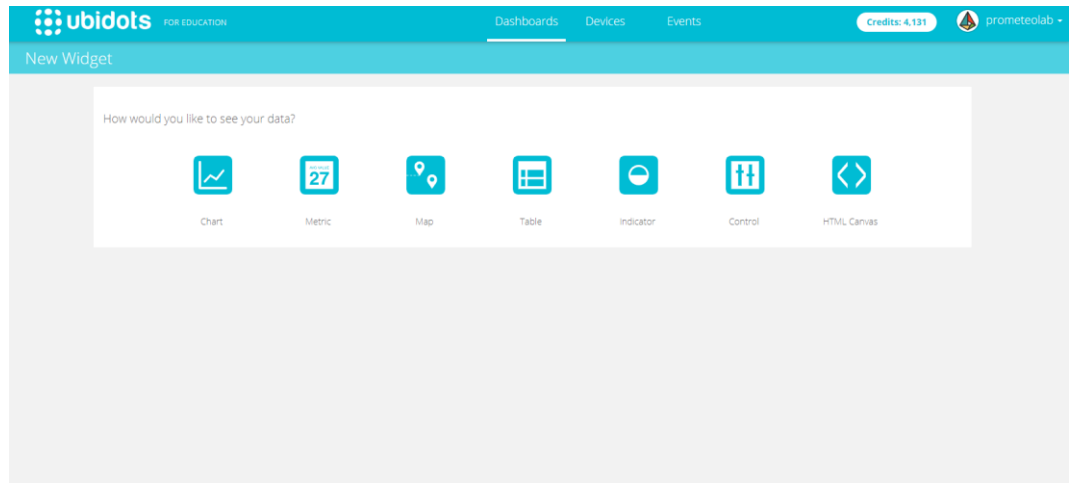 ubidots FOR EDUCATION Dashboards Devices Events Credits: 4,131 prometeolab
New Widget
How would you like to see your data?
27
Chart Metric Map Table Indicator Control HTML Canvas